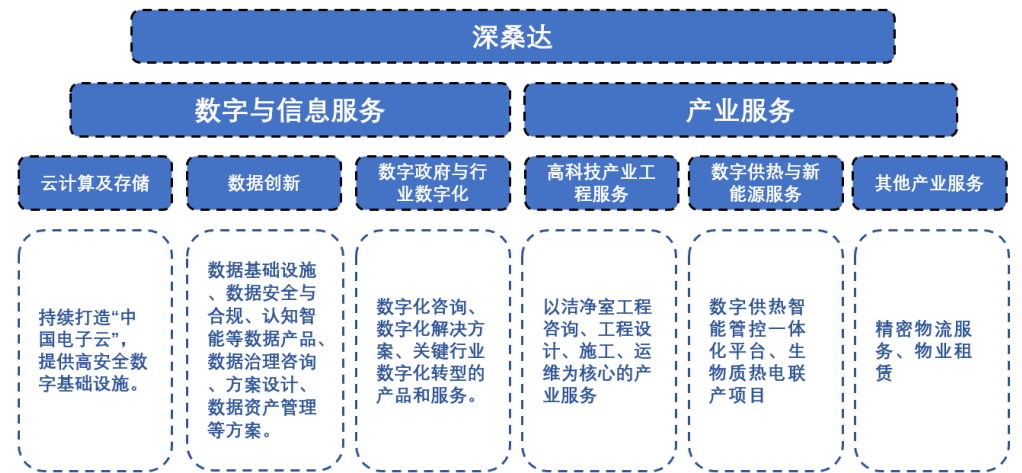 深桑达
数字与信息服务
产业服务
云计算及存储
数据创新
数字政府与行
业数字化
高科技产业工
程服务
数字供热与新
能源服务
其他产业服务
持续打造“中
国电子云”，
提供高安全数
字基础设施。
数据基础设施
、数据安全与
合规、认知智
能等数据产品、
数据治理咨询
、方案设计、
数据资产管理
等方案。
数字化咨询、
数字化解决方
案、关键行业
数字化转型的
产品和服务。
以洁净室工程
咨询、工程设
计、施工、运
维为核心的产
业服务
数字供热智
能管控一体
化平台、生
物质热电联
产项目
精密物流服
务、物业租
赁